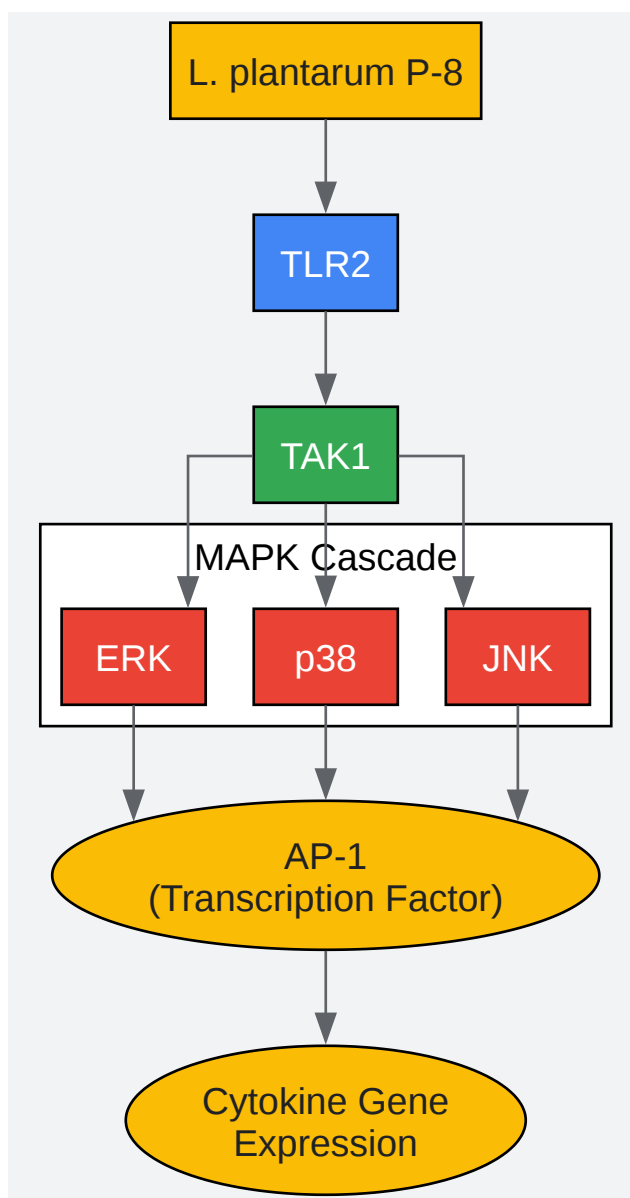 L. plantarum P-8
TLR2
TAK1
MAPK Cascade
ERK
p38
JNK
AP-1
(Transcription Factor)
Cytokine Gene
Expression